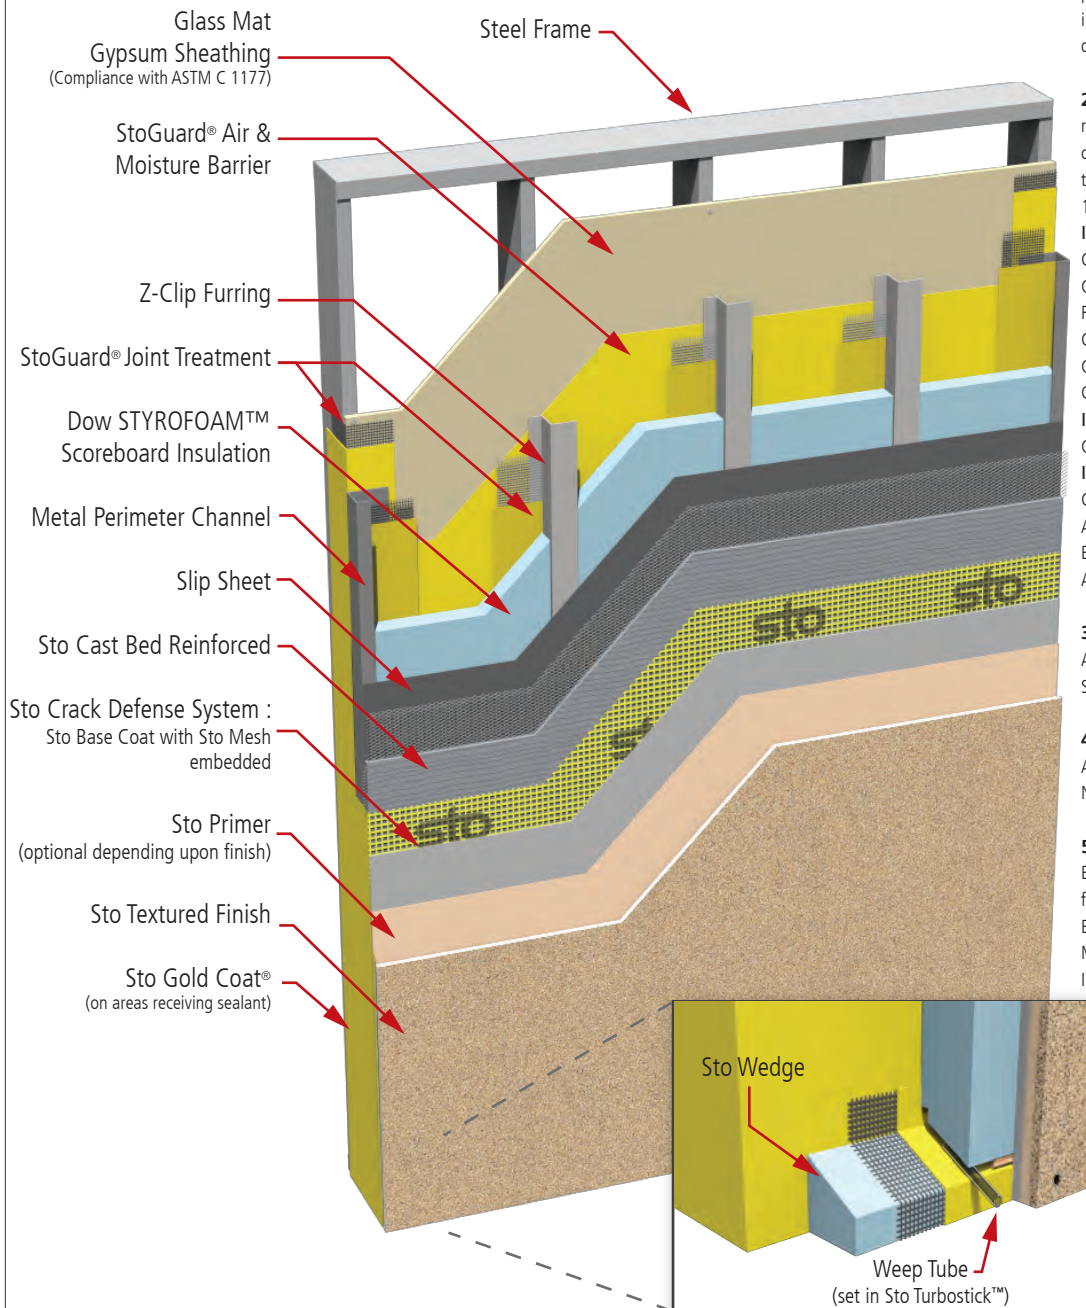 Glass Mat
Gypsum Sheathing
(Compliance with ASTM C 1177)
Steel Frame
StoGuard® Air &
Moisture Barrier
Z-Clip Furring
StoGuard® Joint Treatment
Dow STYROFOAM™
Scoreboard Insulation
Metal Perimeter Channel
Slip Sheet
Sto Cast Bed Reinforced
Sto Crack Defense System :
Sto Base Coat with Sto Mesh
embedded
Sto Primer
(optional depending upon finish)
Sto Textured Finish
Sto Gold Coat®
(on areas receiving sealant)
sto
sto
sto
Sto Wedge
Weep Tube
(set in Sto Turbostick™)